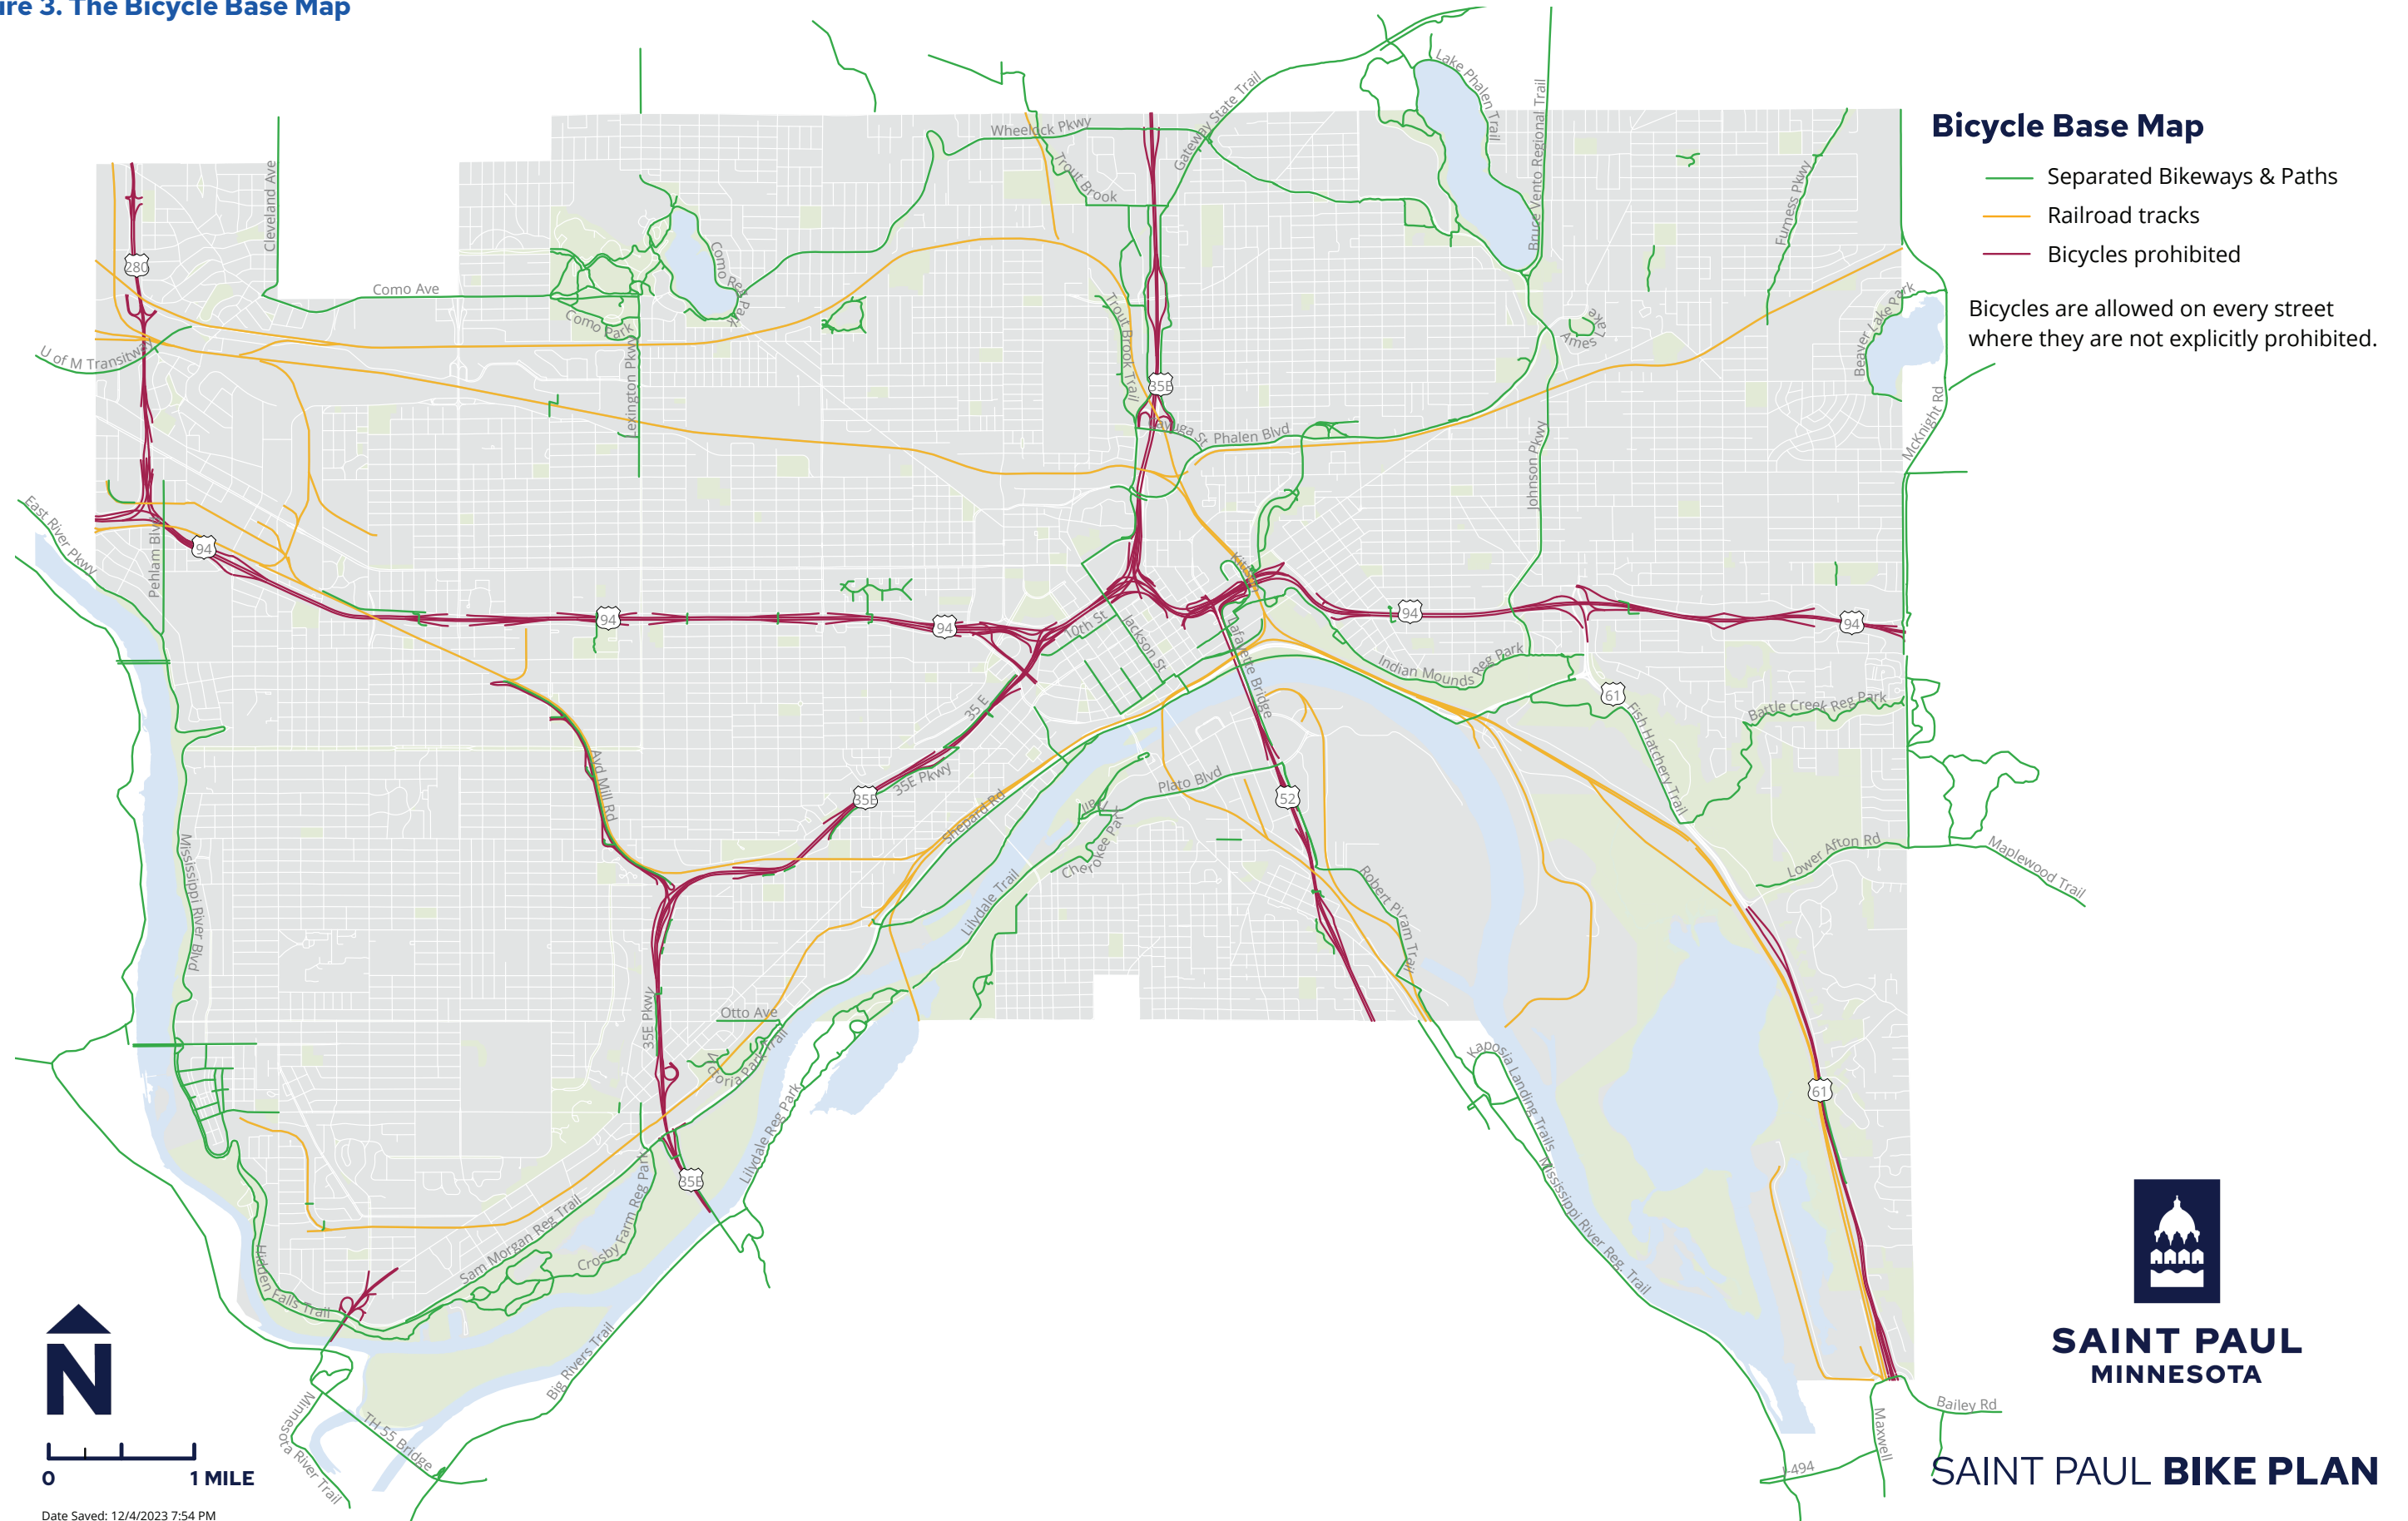 ire 3. The Bicycle Base Map
Bicycle Base Map
Separated Bikeways & Paths
Railroad tracks
Bicycles prohibited
Bicycles are allowed on every street
where they are not explicitly prohibited.
Lake Phalen Trail
Gateway State Trail
Bruce Vento Regional Trail
Wheelock Pkwy
Trout Brook
Cleveland Ave
Furness Pkwy
280
Como Ave
Como Reg Park
Como Park
Lexington Pkwy
U of M Transitway
Trout Brook Trail
35E
Cayuga St
Phalen Blvd
Ames Lake
Beaver Lake Park
McKnight Rd
Johnson Pkwy
East River Pkwy
Pehlam Blvd
94
94
94
94
94
Kittson
10th St
Jackson St
Lafayette Bridge
Indian Mounds Reg Park
61
Fish Hatchery Trail
Battle Creek Reg Park
35 E
35E Pkwy
35E
Ayd Mill Rd
Shepard Rd
Plato Blvd
52
Cherokee Park
Lilydale Trail
Robert Piram Trail
Lower Afton Rd
Maplewood Trail
Mississippi River Blvd
35E Pkwy
Otto Ave
Victoria Park Trail
Lilydale Reg Park
Kaposia Landing Trails
61
Mississippi River Reg. Trail
35E
Crosby Farm Reg Park
Sam Morgan Reg Trail
Hidden Falls Trail
Big Rivers Trail
Minnesota River Trail
TH 55 Bridge
Bailey Rd
Maxwell
I-494
N
0
1 MILE
Date Saved: 12/4/2023 7:54 PM
SAINT PAUL
MINNESOTA
SAINT PAUL BIKE PLAN